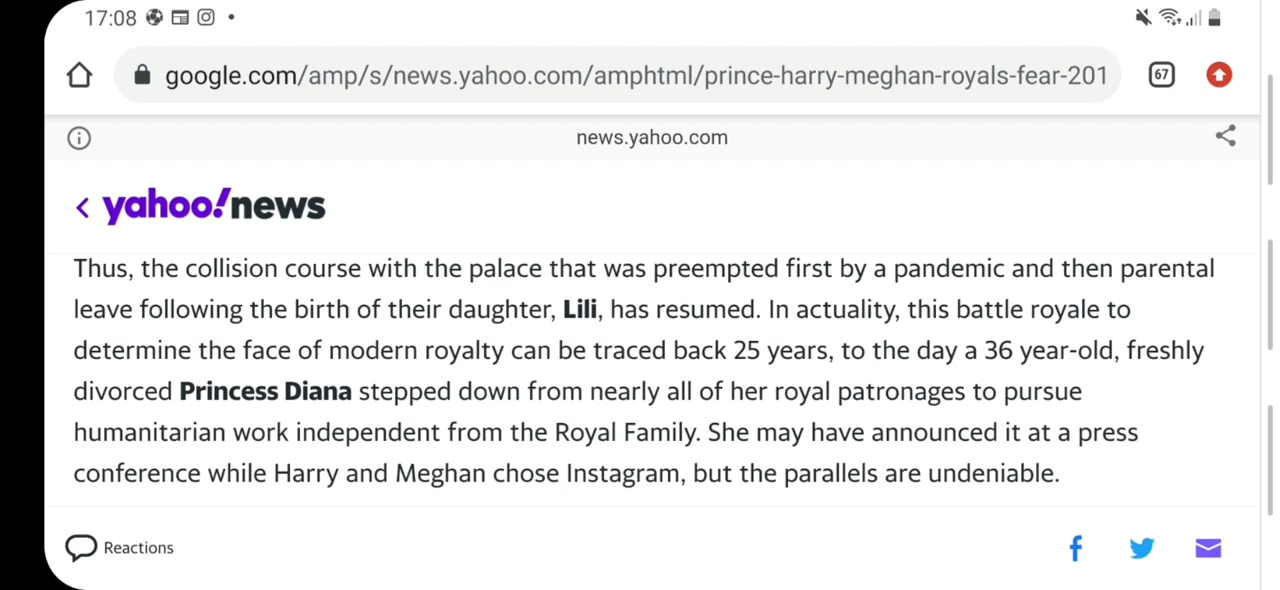 17:08
google.com/amp/s/news.yahoo.com/amphtml/prince-harry-meghan-royals-fear-201
67
news.yahoo.com
yahoo!news
Thus, the collision course with the palace that was preempted first by a pandemic and then parental
leave following the birth of their daughter, Lili, has resumed. In actuality, this battle royale to
determine the face of modern royalty can be traced back 25 years, to the day a 36 year-old, freshly
divorced Princess Diana stepped down from nearly all of her royal patronages to pursue
humanitarian work independent from the Royal Family. She may have announced it at a press
conference while Harry and Meghan chose Instagram, but the parallels are undeniable.
Reactions